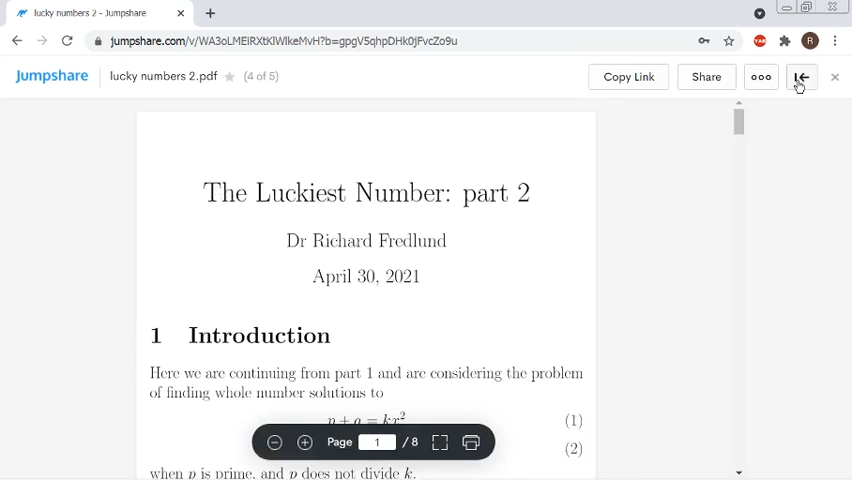 lucky numbers 2 - Jumpshare
jumpshare.com/v/WA3oLMEiRXtKlWlkeMvH?b=gpgV5qhpDHk0jFvcZo9u
YAB
R
Jumpshare
lucky numbers 2.pdf
(4 of 5)
Copy Link
Share
The Luckiest Number: part 2
Dr Richard Fredlund
April 30, 2021
1 Introduction
Here we are continuing from part 1 and are considering the problem
of finding whole number solutions to
p + q = kr² (1)
Page 1 / 8
(2)
when p is prime, and p does not divide k.